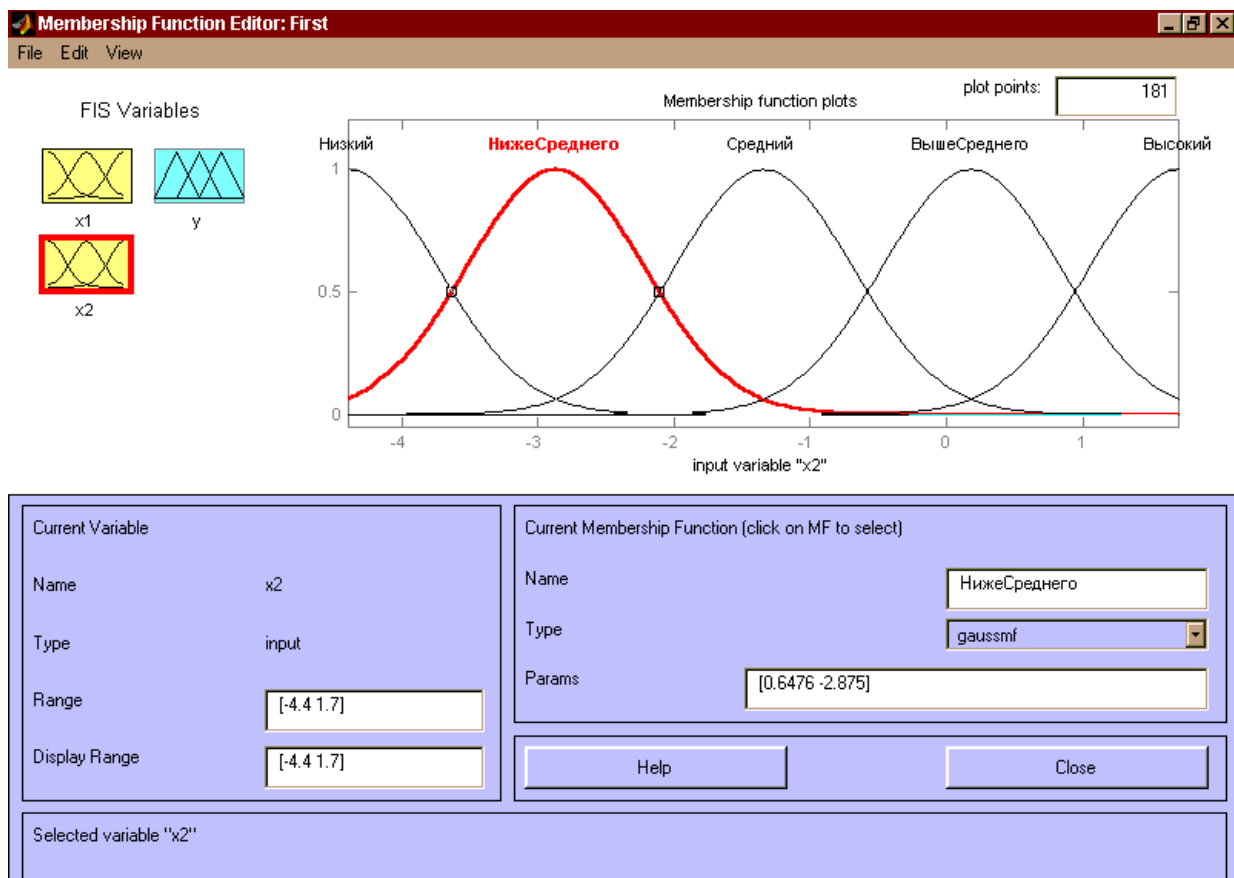 Membership Function Editor: First
File Edit View
FIS Variables
x1
y
x2
Membership function plots
plot points:
181
Низкий НижеСреднего Средний ВышеСреднего Высокий
1
0.5
0
-4 -3 -2 -1 0 1
input variable "x2"
Current Variable
Name x2
Type input
Range [-4.4 1.7]
Display Range [-4.4 1.7]
Current Membership Function (click on MF to select)
Name НижеСреднего
Type gaussmf
Params [0.6476 -2.875]
Help Close
Selected variable "x2"